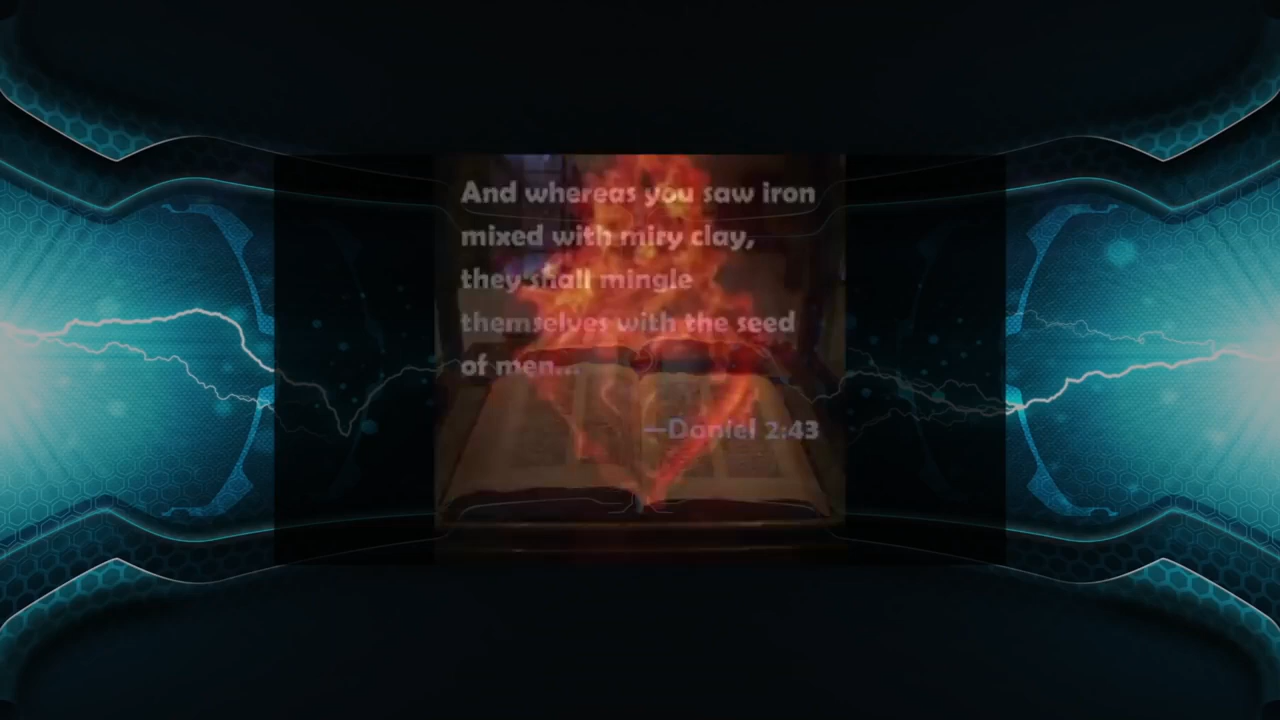 And whereas you saw iron
mixed with miry clay,
they shall mingle
themselves with the seed
of men...
—Daniel 2:43